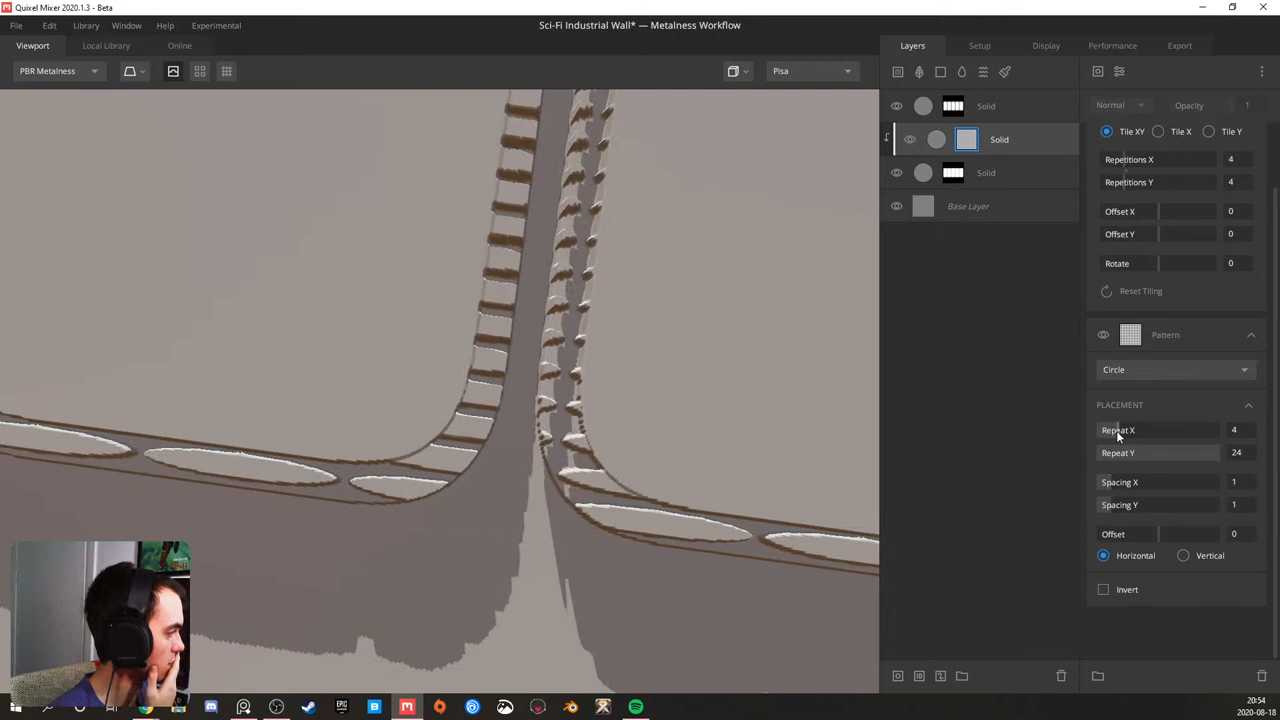 Quixel Mixer 2020.1.3 - Beta
File Edit Library Window Help Experimental
Sci-Fi Industrial Wall* — Metalness Workflow
Viewport Local Library Online
Layers Setup Display Performance Export
PBR Metalness
Pisa
Solid
Solid
Solid
Base Layer
Normal Opacity 1
Tile XY Tile X Tile Y
Repetitions X 4
Repetitions Y 4
Offset X 0
Offset Y 0
Rotate 0
Reset Tiling
Pattern
Circle
PLACEMENT
Repeat X 4
Repeat Y 24
Spacing X 1
Spacing Y 1
Offset 0
Horizontal Vertical
Invert
EPIC
20:54
2020-08-18